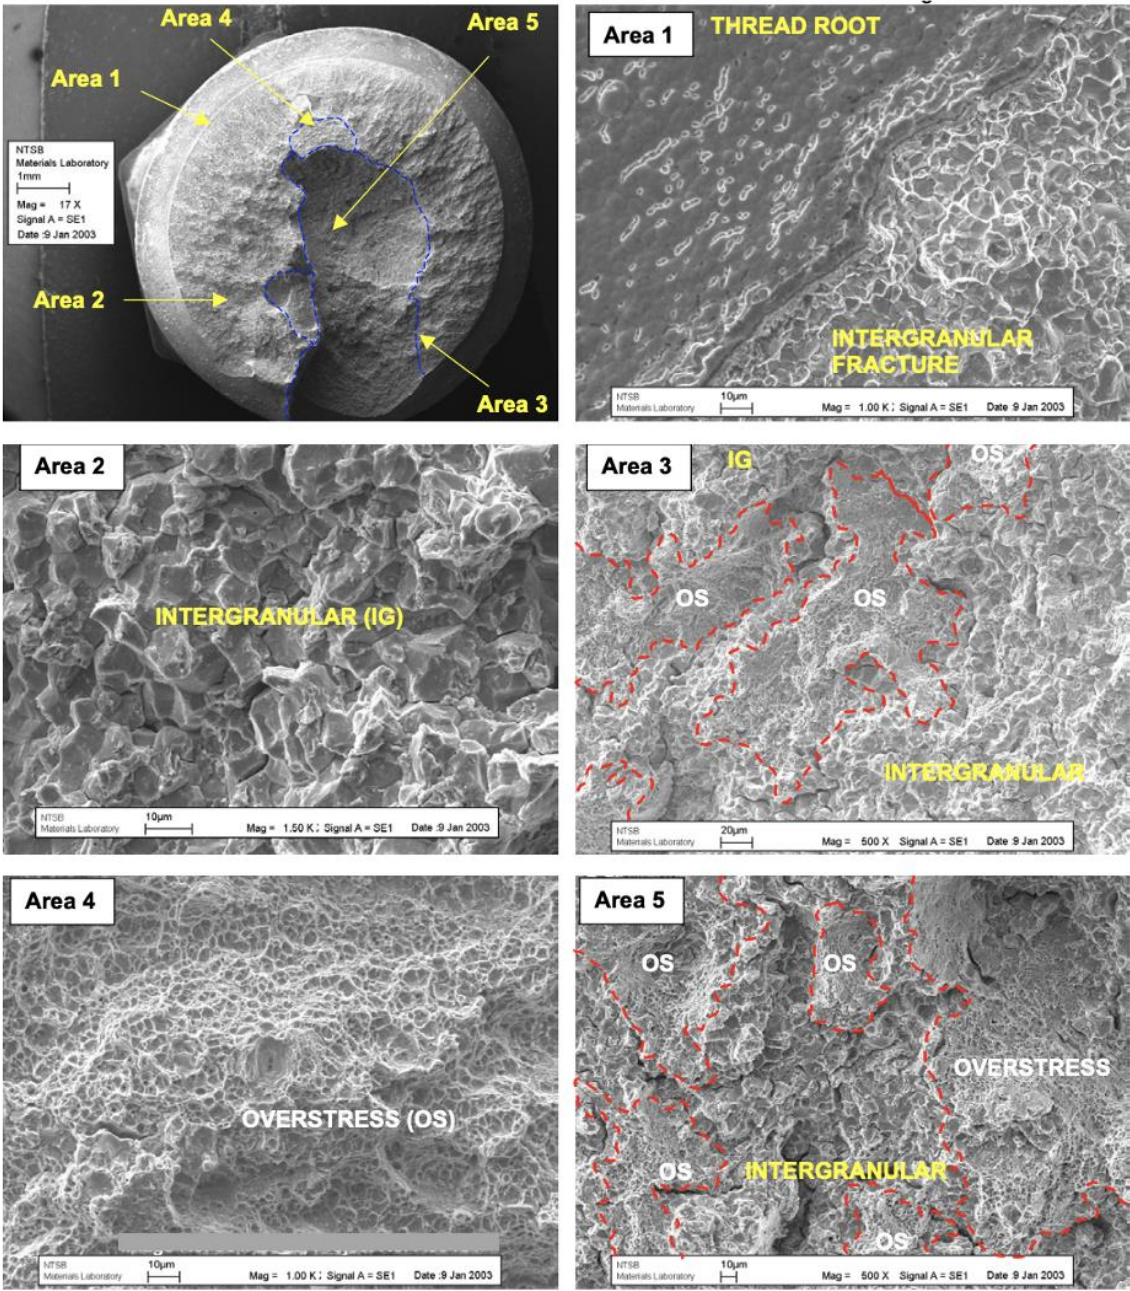 Area 4
Area 5
Area 1
NTSB
Materials Laboratory
1mm
Mag = 17 X
Signal A = SE1
Date :9 Jan 2003
Area 2
Area 3
Area 1
THREAD ROOT
INTERGRANULAR
FRACTURE
NTSB
Materials Laboratory
10µm
Mag = 1.00 K X Signal A = SE1 Date :9 Jan 2003
Area 2
INTERGRANULAR (IG)
NTSB
Materials Laboratory
10µm
Mag = 1.50 K X Signal A = SE1 Date :9 Jan 2003
Area 3
IG
OS
OS
OS
INTERGRANULAR
NTSB
Materials Laboratory
20µm
Mag = 500 X Signal A = SE1 Date :9 Jan 2003
Area 4
OVERSTRESS (OS)
NTSB
Materials Laboratory
10µm
Mag = 1.00 K X Signal A = SE1 Date :9 Jan 2003
Area 5
OS
OS
OVERSTRESS
OS
INTERGRANULAR
OS
NTSB
Materials Laboratory
10µm
Mag = 500 X Signal A = SE1 Date :9 Jan 2003